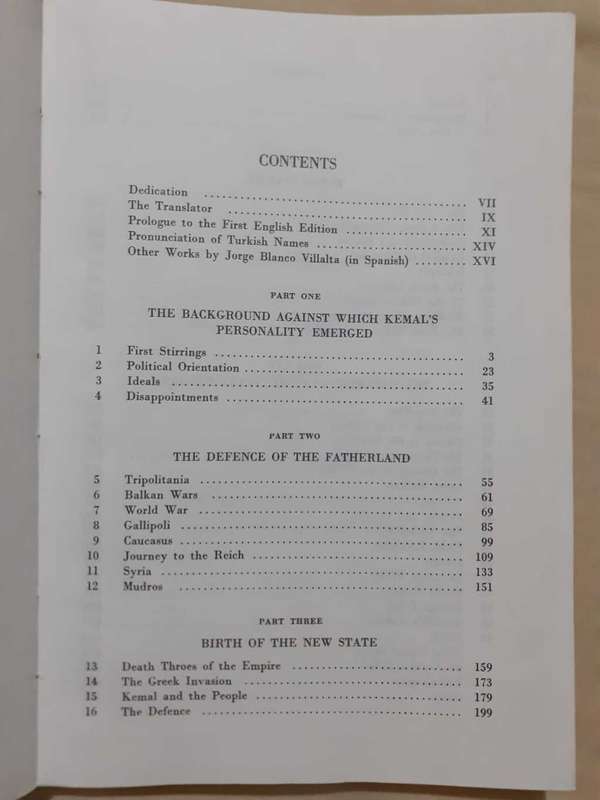 CONTENTS
Dedication ........................................ VII
The Translator ........................................ IX
Prologue to the First English Edition .................... XI
Pronunciation of Turkish Names .................... XIV
Other Works by Jorge Blanco Villalta (in Spanish) ......... XVI
PART ONE
THE BACKGROUND AGAINST WHICH KEMAL'S
PERSONALITY EMERGED
1 First Stirrings ........................................ 3
2 Political Orientation ........................................ 23
3 Ideals ........................................ 35
4 Disappointments ........................................ 41
PART TWO
THE DEFENCE OF THE FATHERLAND
5 Tripolitania ........................................ 55
6 Balkan Wars ........................................ 61
7 World War ........................................ 69
8 Gallipoli ........................................ 85
9 Caucasus ........................................ 99
10 Journey to the Reich ........................................ 109
11 Syria ........................................ 133
12 Mudros ........................................ 151
PART THREE
BIRTH OF THE NEW STATE
13 Death Throes of the Empire ........................................ 159
14 The Greek Invasion ........................................ 173
15 Kemal and the People ........................................ 179
16 The Defence ........................................ 199